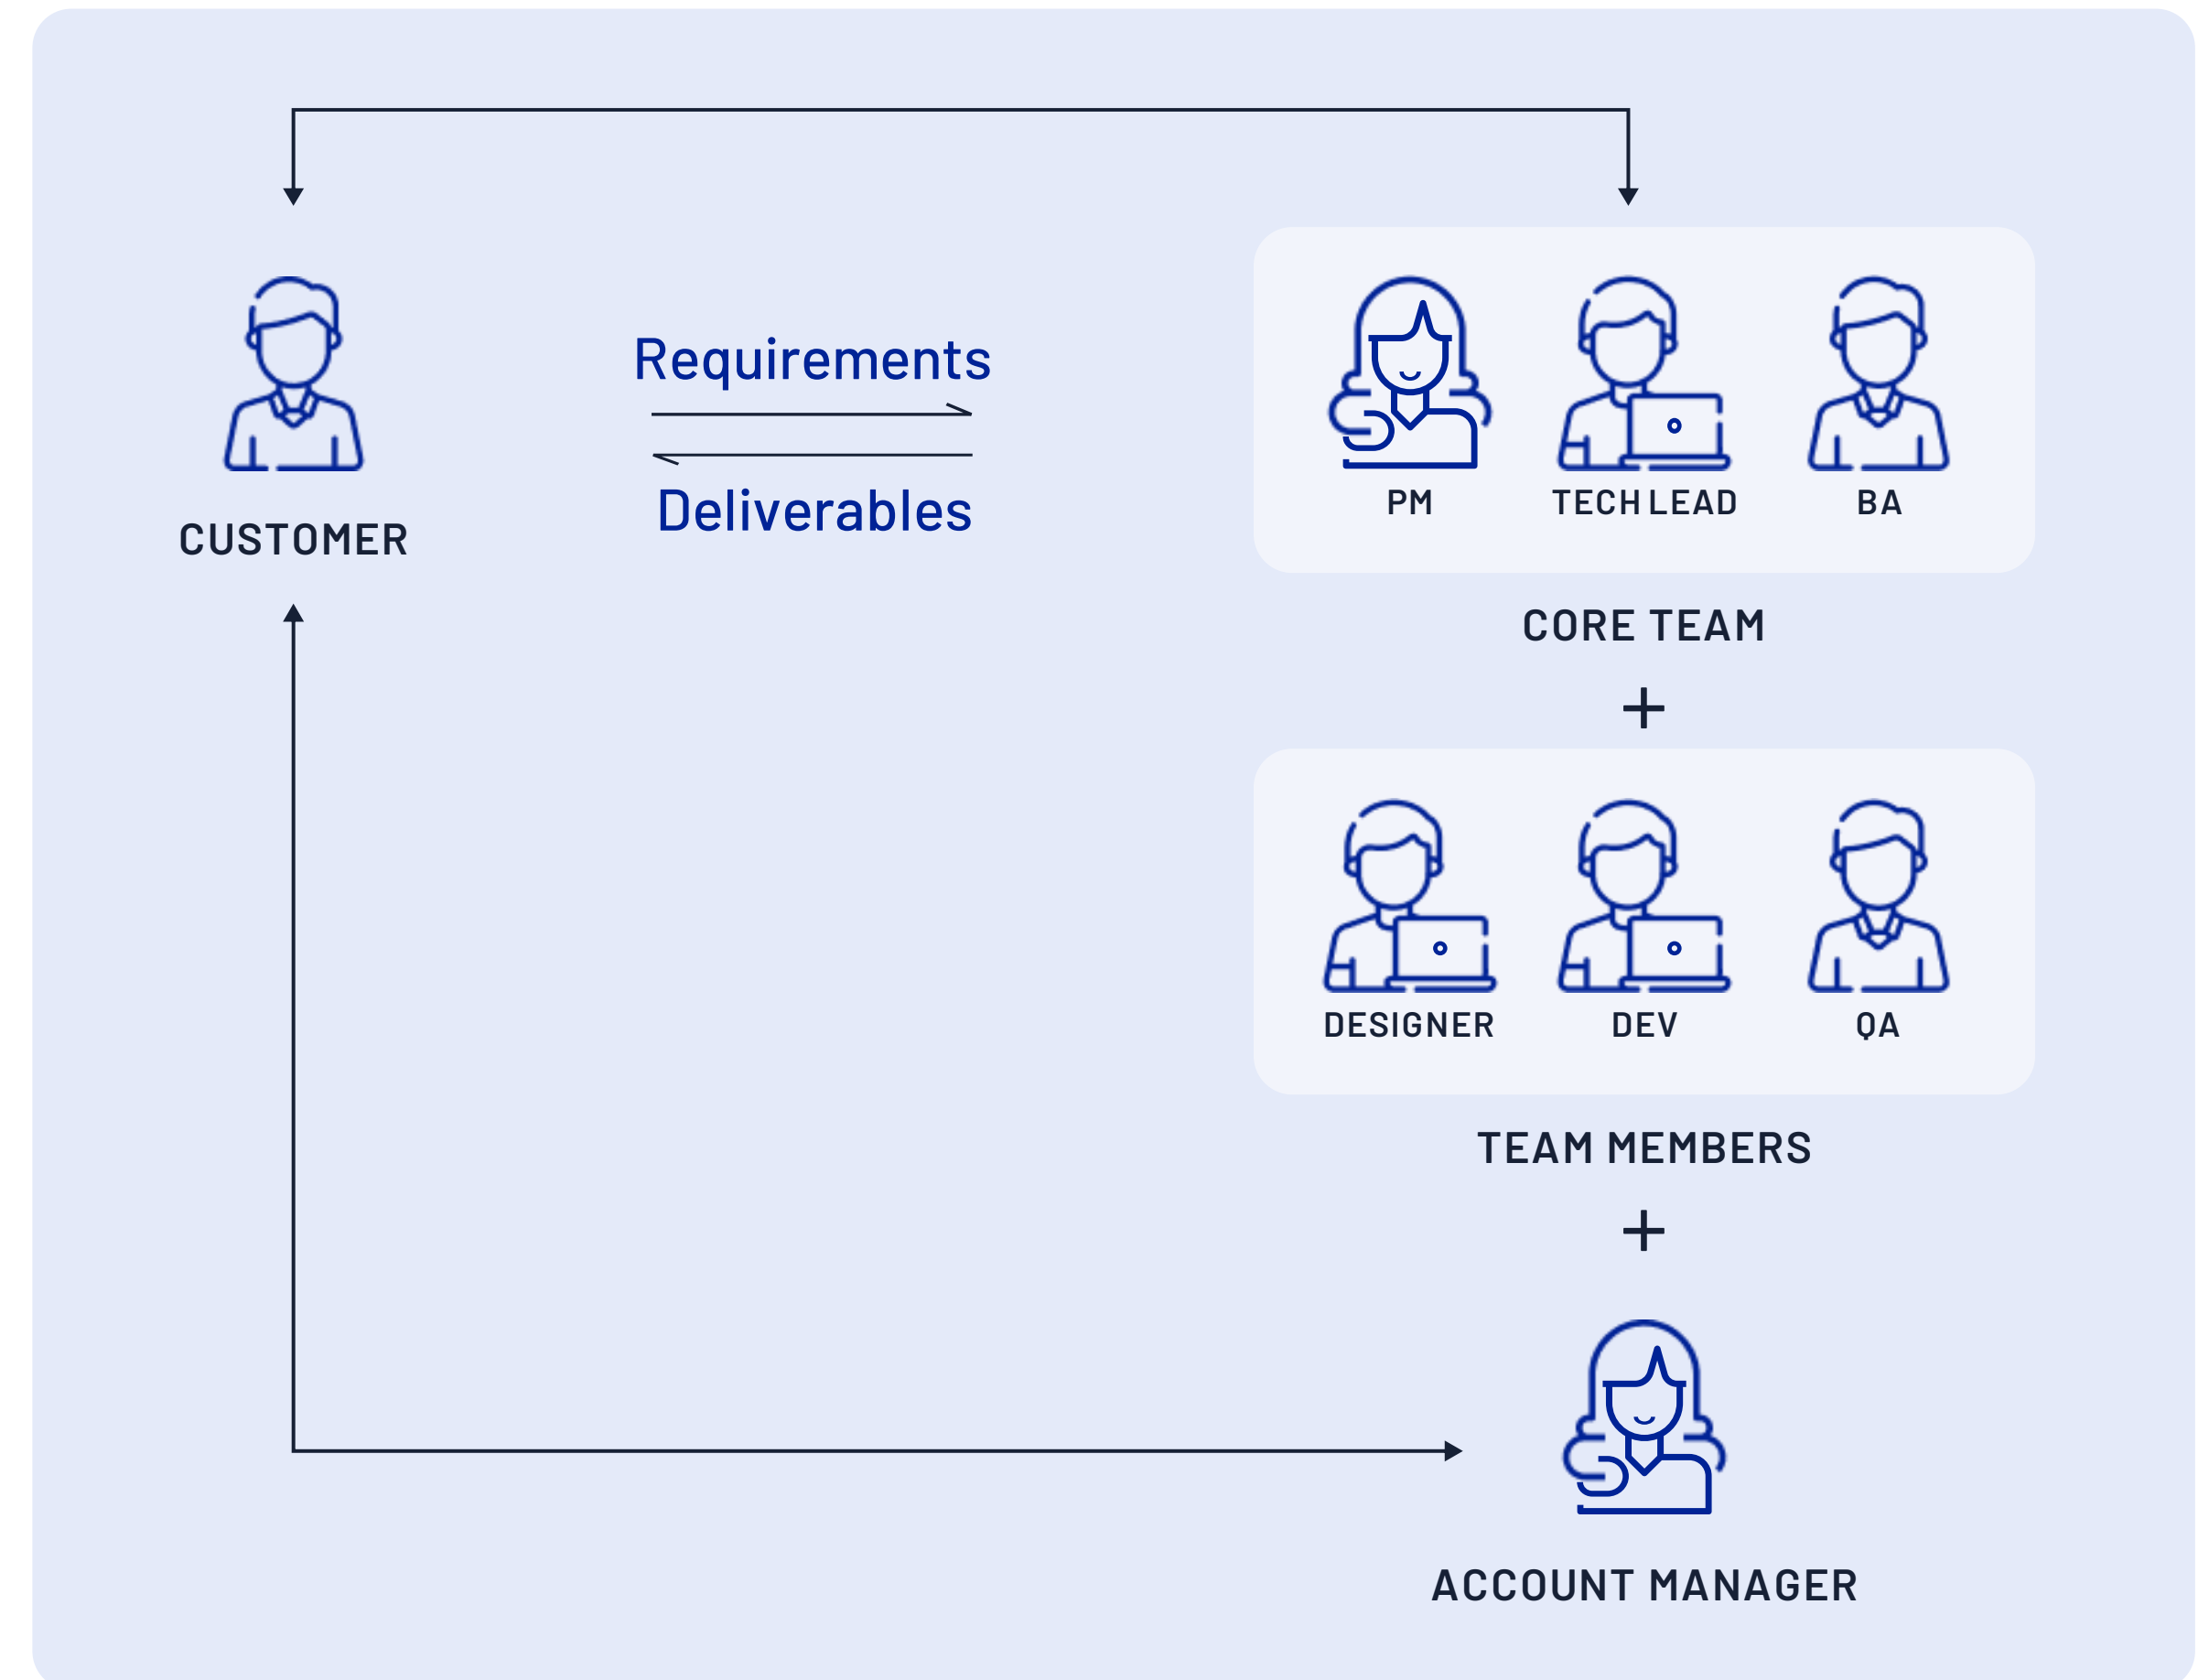 Requirements
Deliverables
CUSTOMER
PM
TECH LEAD
BA
CORE TEAM
+
DESIGNER
DEV
QA
TEAM MEMBERS
+
ACCOUNT MANAGER